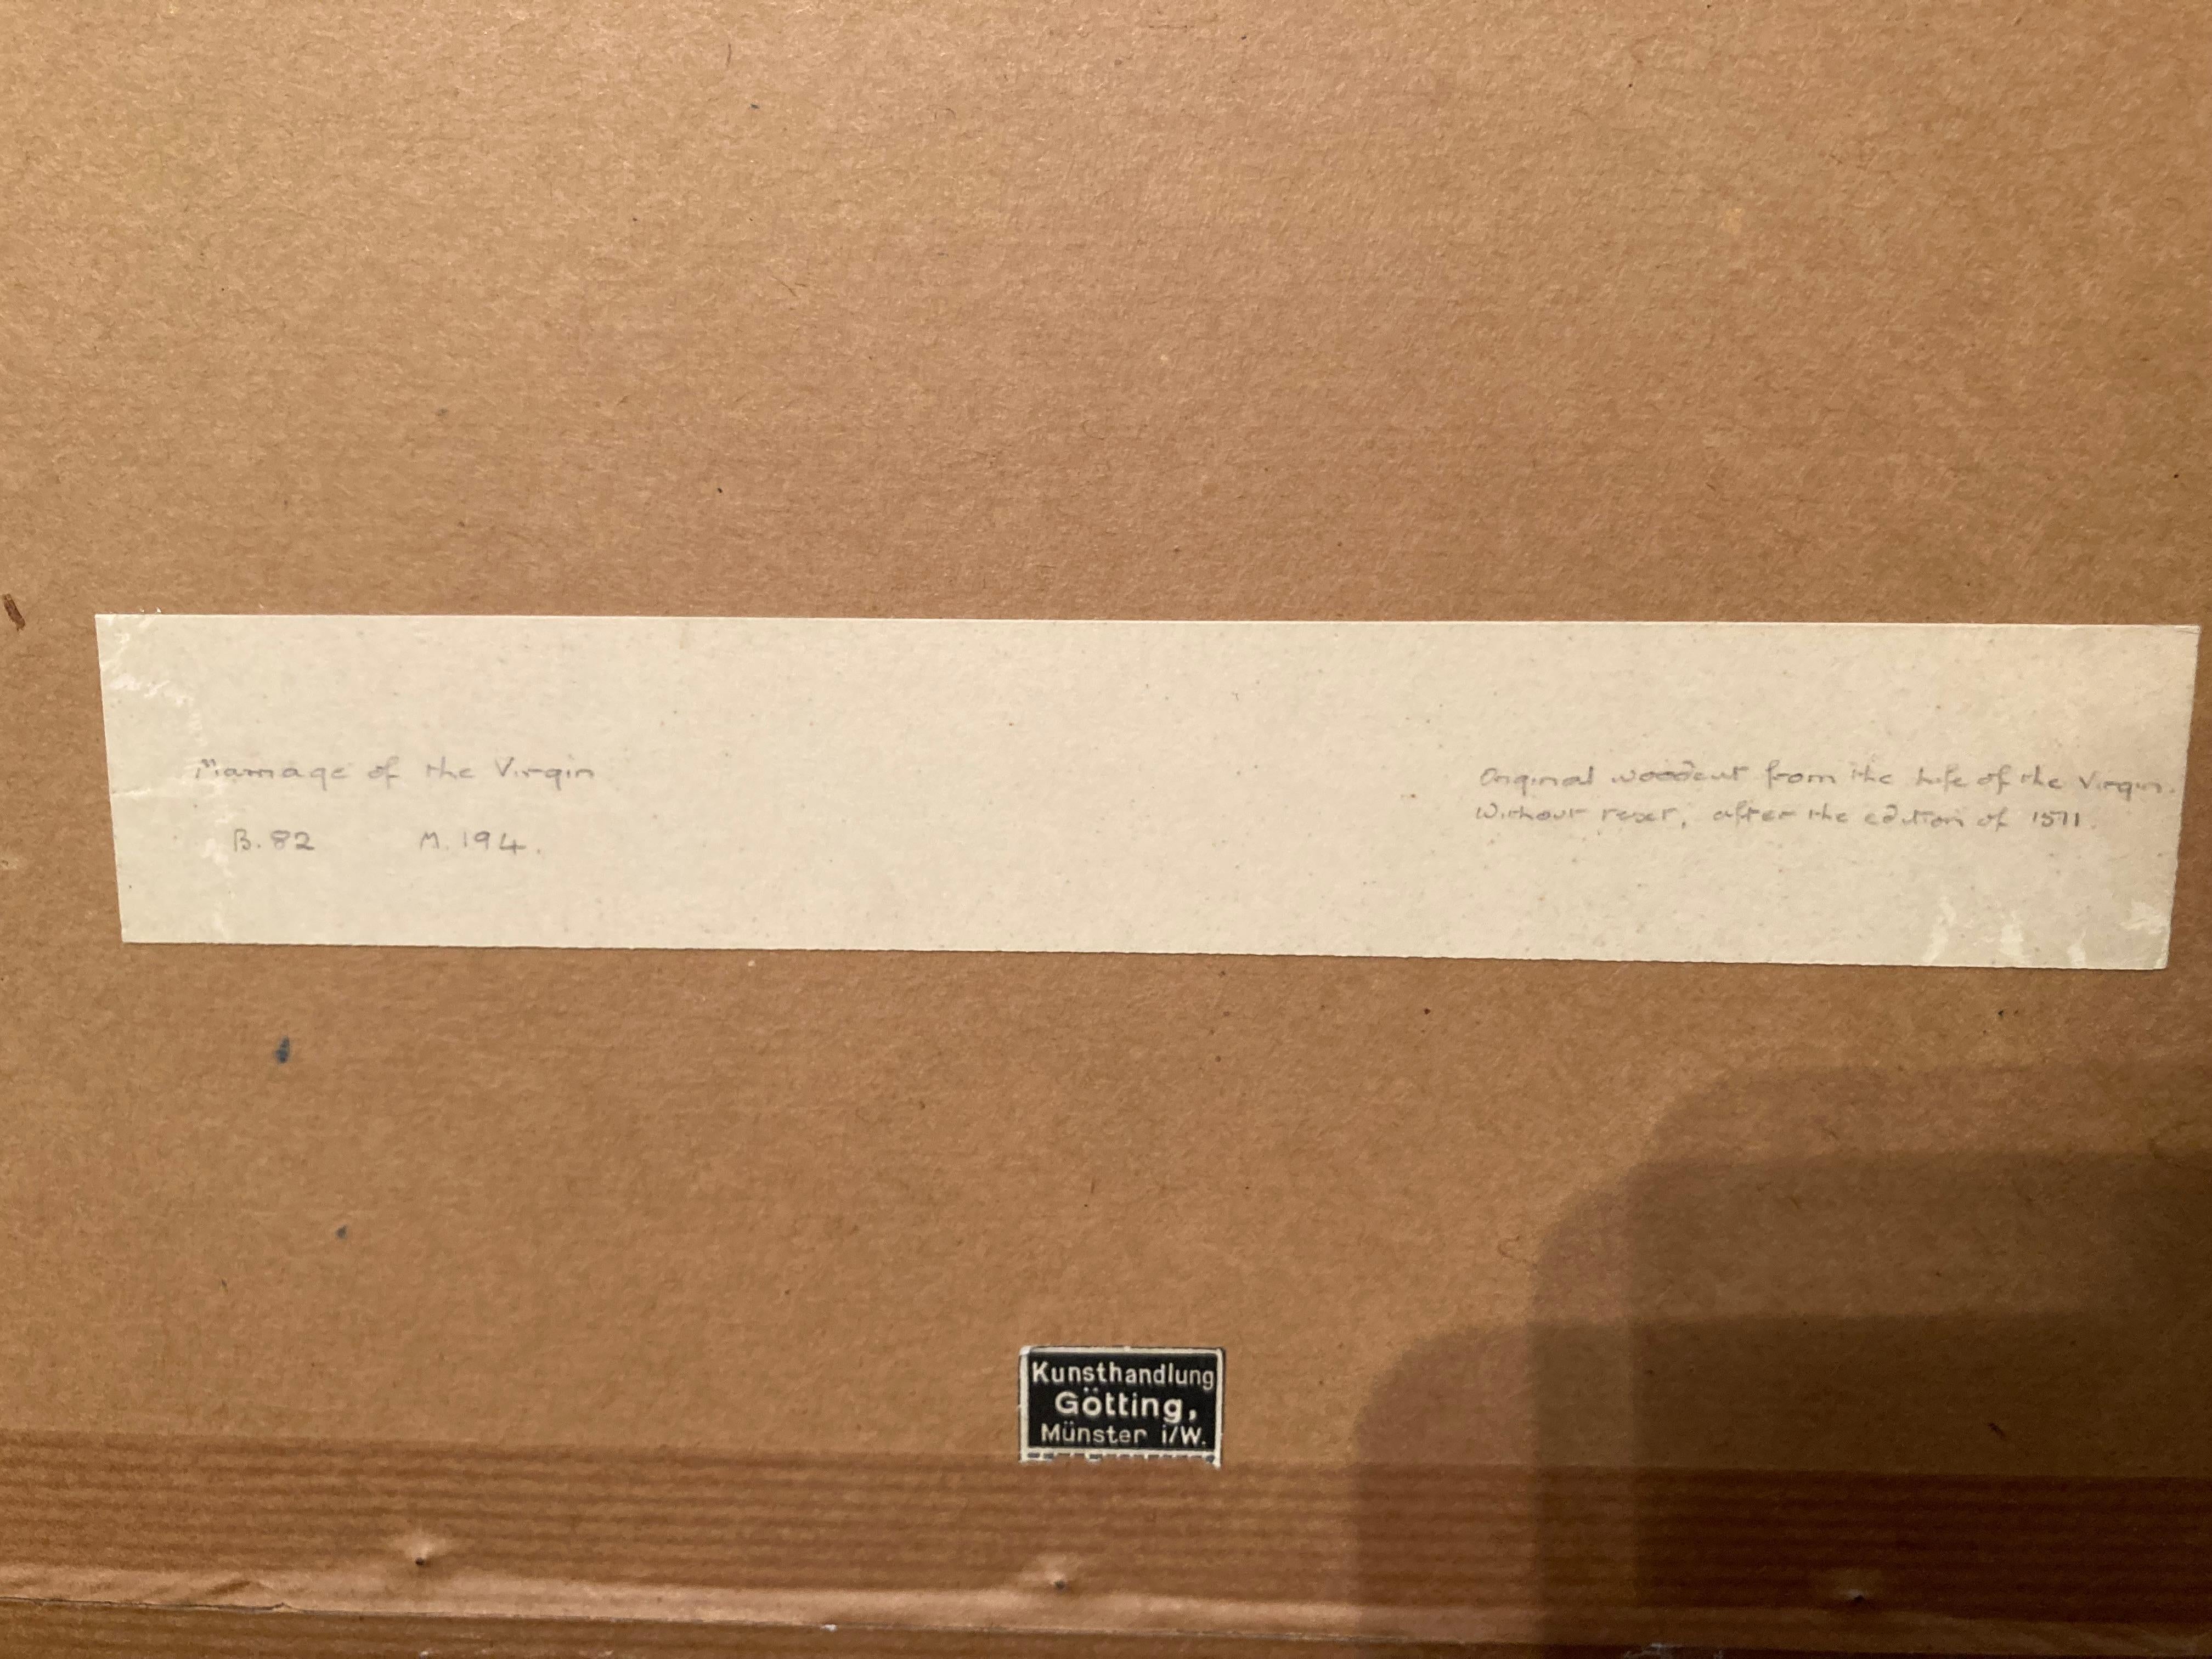 Marriage of the Virgin
B. 82 M. 194.
Original woodcut from the Life of the Virgin.
Without text, after the edition of 1511.
Kunsthandlung
Götting,
Münster i/W.